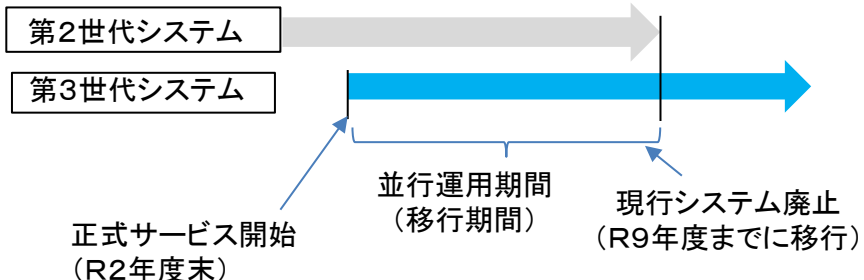 第２世代システム
第３世代システム
並行運用期間
（移行期間）
現行システム廃止
（Ｒ９年度までに移行）
正式サービス開始
（Ｒ２年度末）